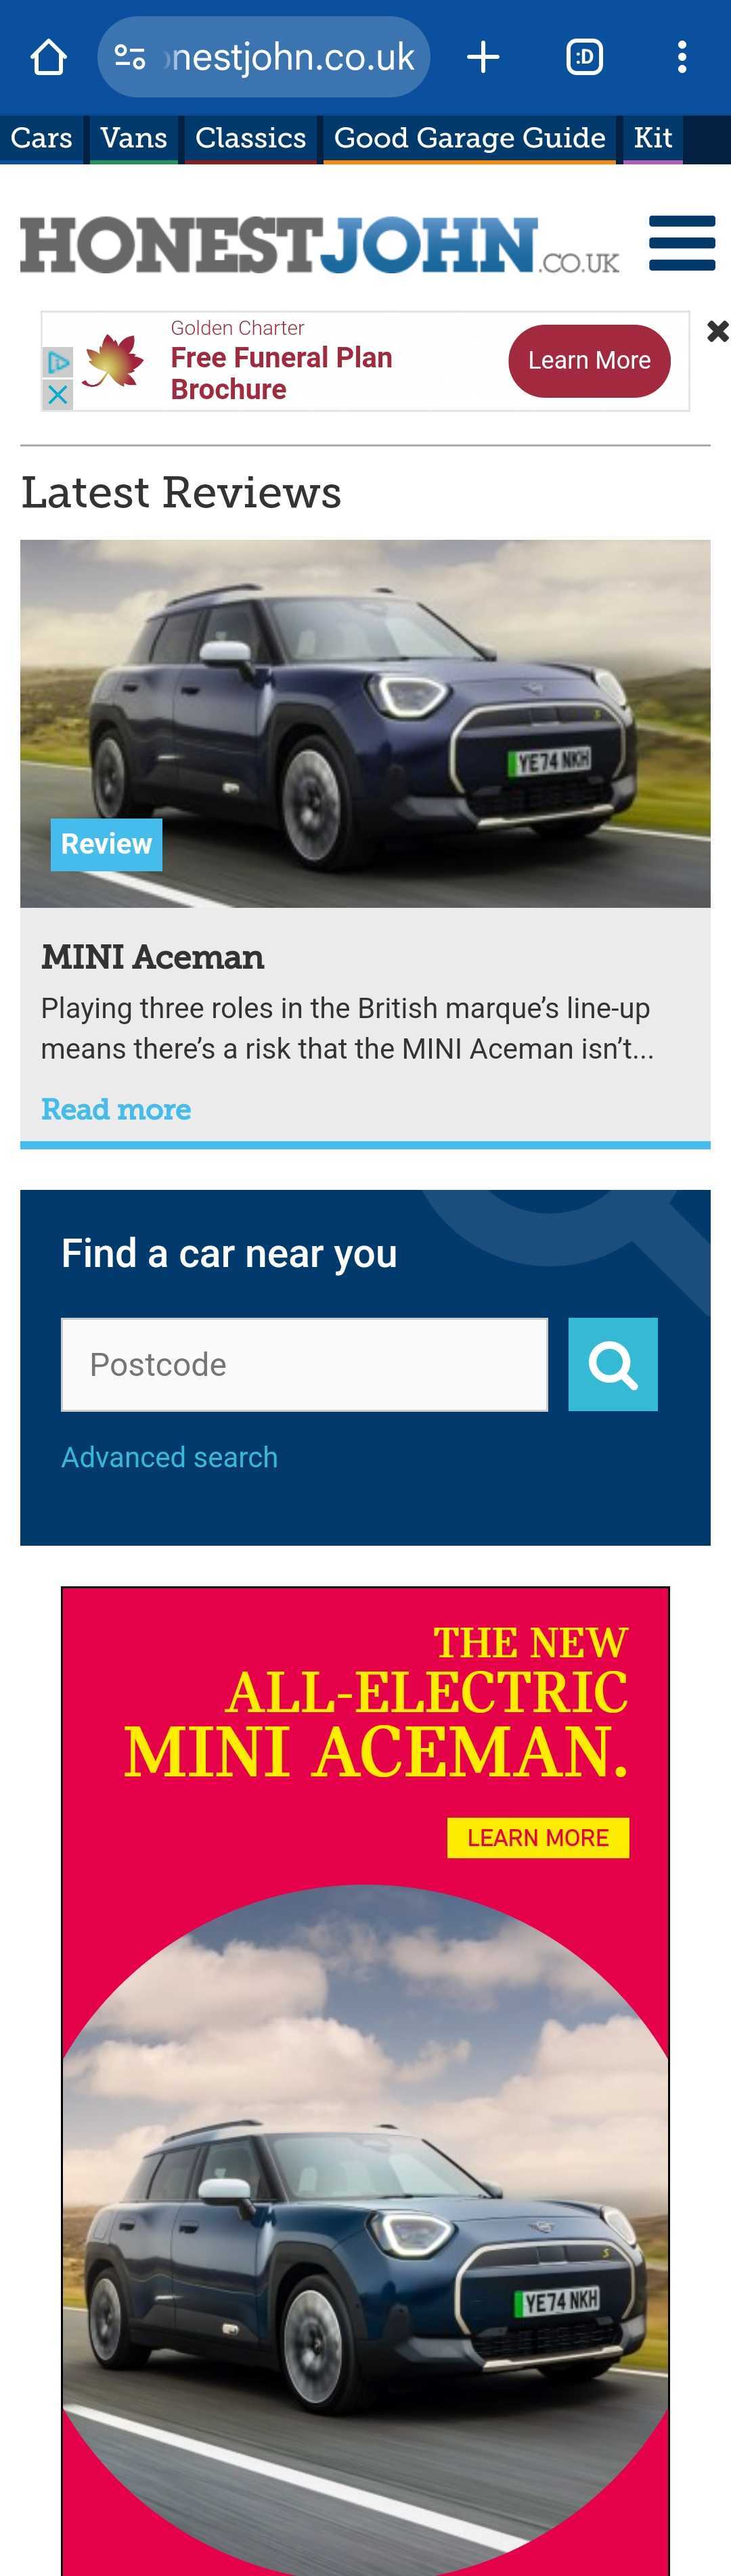 nestjohn.co.uk
:D
Cars Vans Classics Good Garage Guide Kit
HONESTJOHN.CO.UK
Golden Charter
Free Funeral Plan
Brochure
Learn More
Latest Reviews
YE74 NKH
Review
MINI Aceman
Playing three roles in the British marque’s line-up
means there’s a risk that the MINI Aceman isn’t...
Read more
Find a car near you
Postcode
Advanced search
THE NEW
ALL-ELECTRIC
MINI ACEMAN.
LEARN MORE
S
YE74 NKH